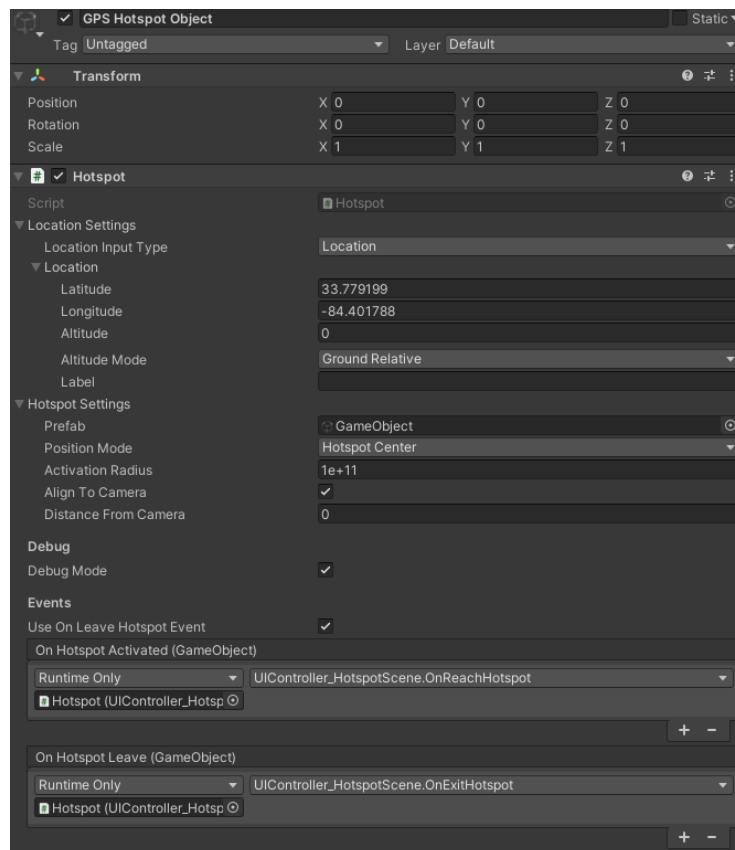 GPS Hotspot Object Static
Tag Untagged Layer Default
Transform
Position X 0 Y 0 Z 0
Rotation X 0 Y 0 Z 0
Scale X 1 Y 1 Z 1
# Hotspot
Script # Hotspot
Location Settings
Location Input Type Location
Location
Latitude 33.779199
Longitude -84.401788
Altitude 0
Altitude Mode Ground Relative
Label
Hotspot Settings
Prefab GameObject
Position Mode Hotspot Center
Activation Radius 1e+11
Align To Camera
Distance From Camera 0
Debug
Debug Mode
Events
Use On Leave Hotspot Event
On Hotspot Activated (GameObject)
Runtime Only UIController_HotspotScene.OnReachHotspot
# Hotspot (UIController_Hotsp
+ -
On Hotspot Leave (GameObject)
Runtime Only UIController_HotspotScene.OnExitHotspot
# Hotspot (UIController_Hotsp
+ -